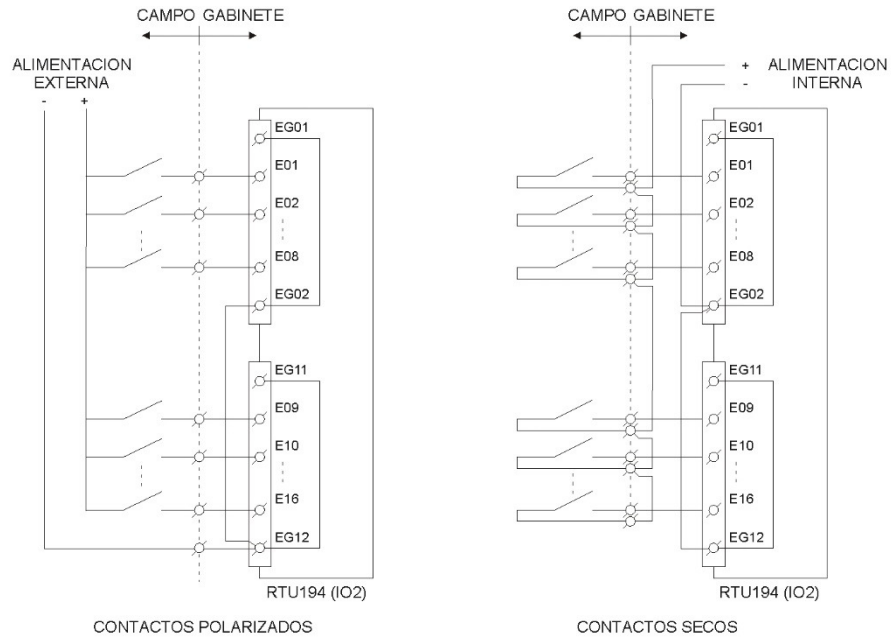 CAMPO GABINETE
ALIMENTACION
EXTERNA
- +
EG01
E01
E02
E08
EG02
EG11
E09
E10
E16
EG12
RTU194 (IO2)
CONTACTOS POLARIZADOS
CAMPO GABINETE
+ ALIMENTACION
- INTERNA
EG01
E01
E02
E08
EG02
EG11
E09
E10
E16
EG12
RTU194 (IO2)
CONTACTOS SECOS